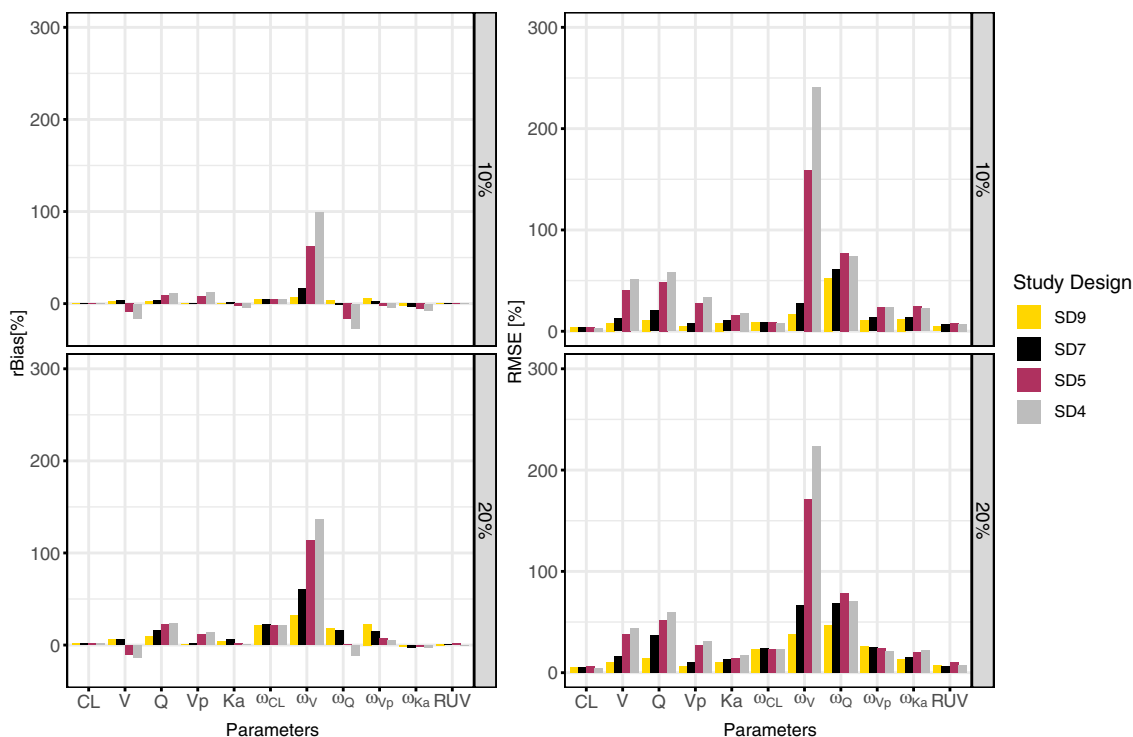 300
200
100
0
10%
300
200
100
0
20%
rBias[%]
CL V Q Vp Ka ωCL ωV ωQ ωVp ωKa RUV
Parameters
300
200
100
0
10%
300
200
100
0
20%
RMSE [%]
CL V Q Vp Ka ωCL ωV ωQ ωVp ωKa RUV
Parameters
Study Design
SD9
SD7
SD5
SD4